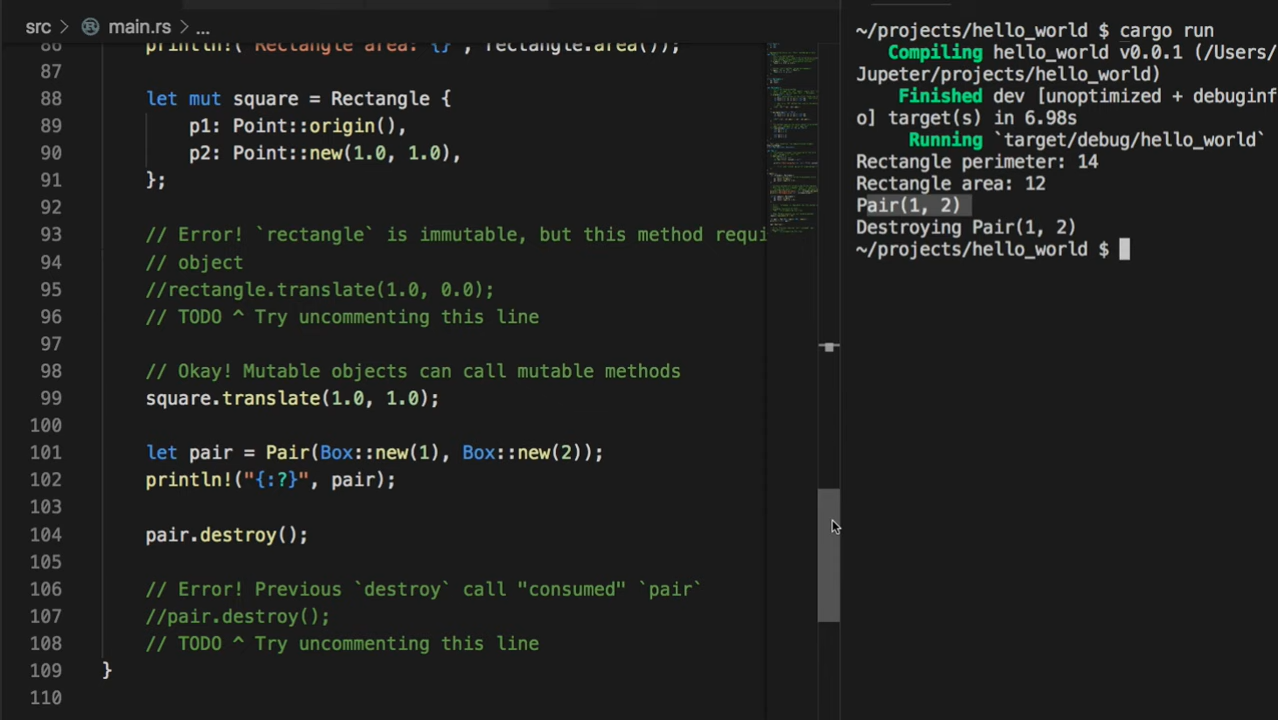 src > main.rs > ...
86 println!("Rectangle area: {}", rectangle.area());
87
88 let mut square = Rectangle {
89 p1: Point::origin(),
90 p2: Point::new(1.0, 1.0),
91 };
92
93 // Error! `rectangle` is immutable, but this method requi
94 // object
95 //rectangle.translate(1.0, 0.0);
96 // TODO ^ Try uncommenting this line
97
98 // Okay! Mutable objects can call mutable methods
99 square.translate(1.0, 1.0);
100
101 let pair = Pair(Box::new(1), Box::new(2));
102 println!("{:?}", pair);
103
104 pair.destroy();
105
106 // Error! Previous `destroy` call "consumed" `pair`
107 //pair.destroy();
108 // TODO ^ Try uncommenting this line
109 }
110
~/projects/hello_world $ cargo run
Compiling hello_world v0.0.1 (/Users/
Jupeter/projects/hello_world)
Finished dev [unoptimized + debuginf
o] target(s) in 6.98s
Running `target/debug/hello_world`
Rectangle perimeter: 14
Rectangle area: 12
Pair(1, 2)
Destroying Pair(1, 2)
~/projects/hello_world $